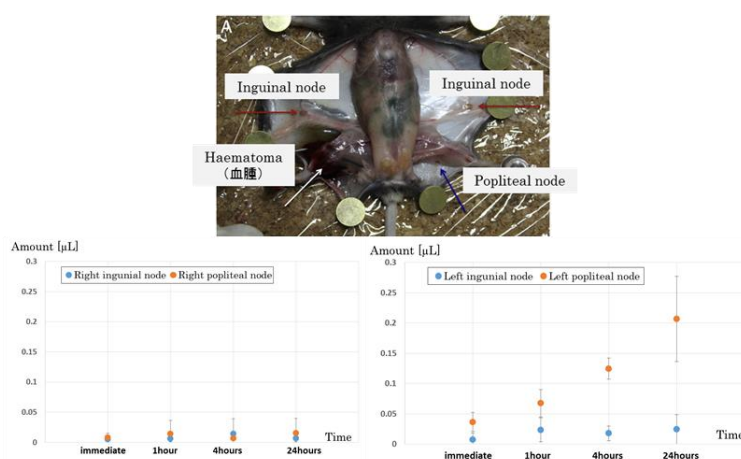 A
Inguinal node
Inguinal node
Haematoma
（血腫）
Popliteal node
Amount [µL]
Right ingunial node
Right popliteal node
0.3
0.25
0.2
0.15
0.1
0.05
0
immediate
1hour
4hours
24hours
Time
Amount [µL]
Left ingunial node
Left popliteal node
0.3
0.25
0.2
0.15
0.1
0.05
0
immediate
1hour
4hours
24hours
Time